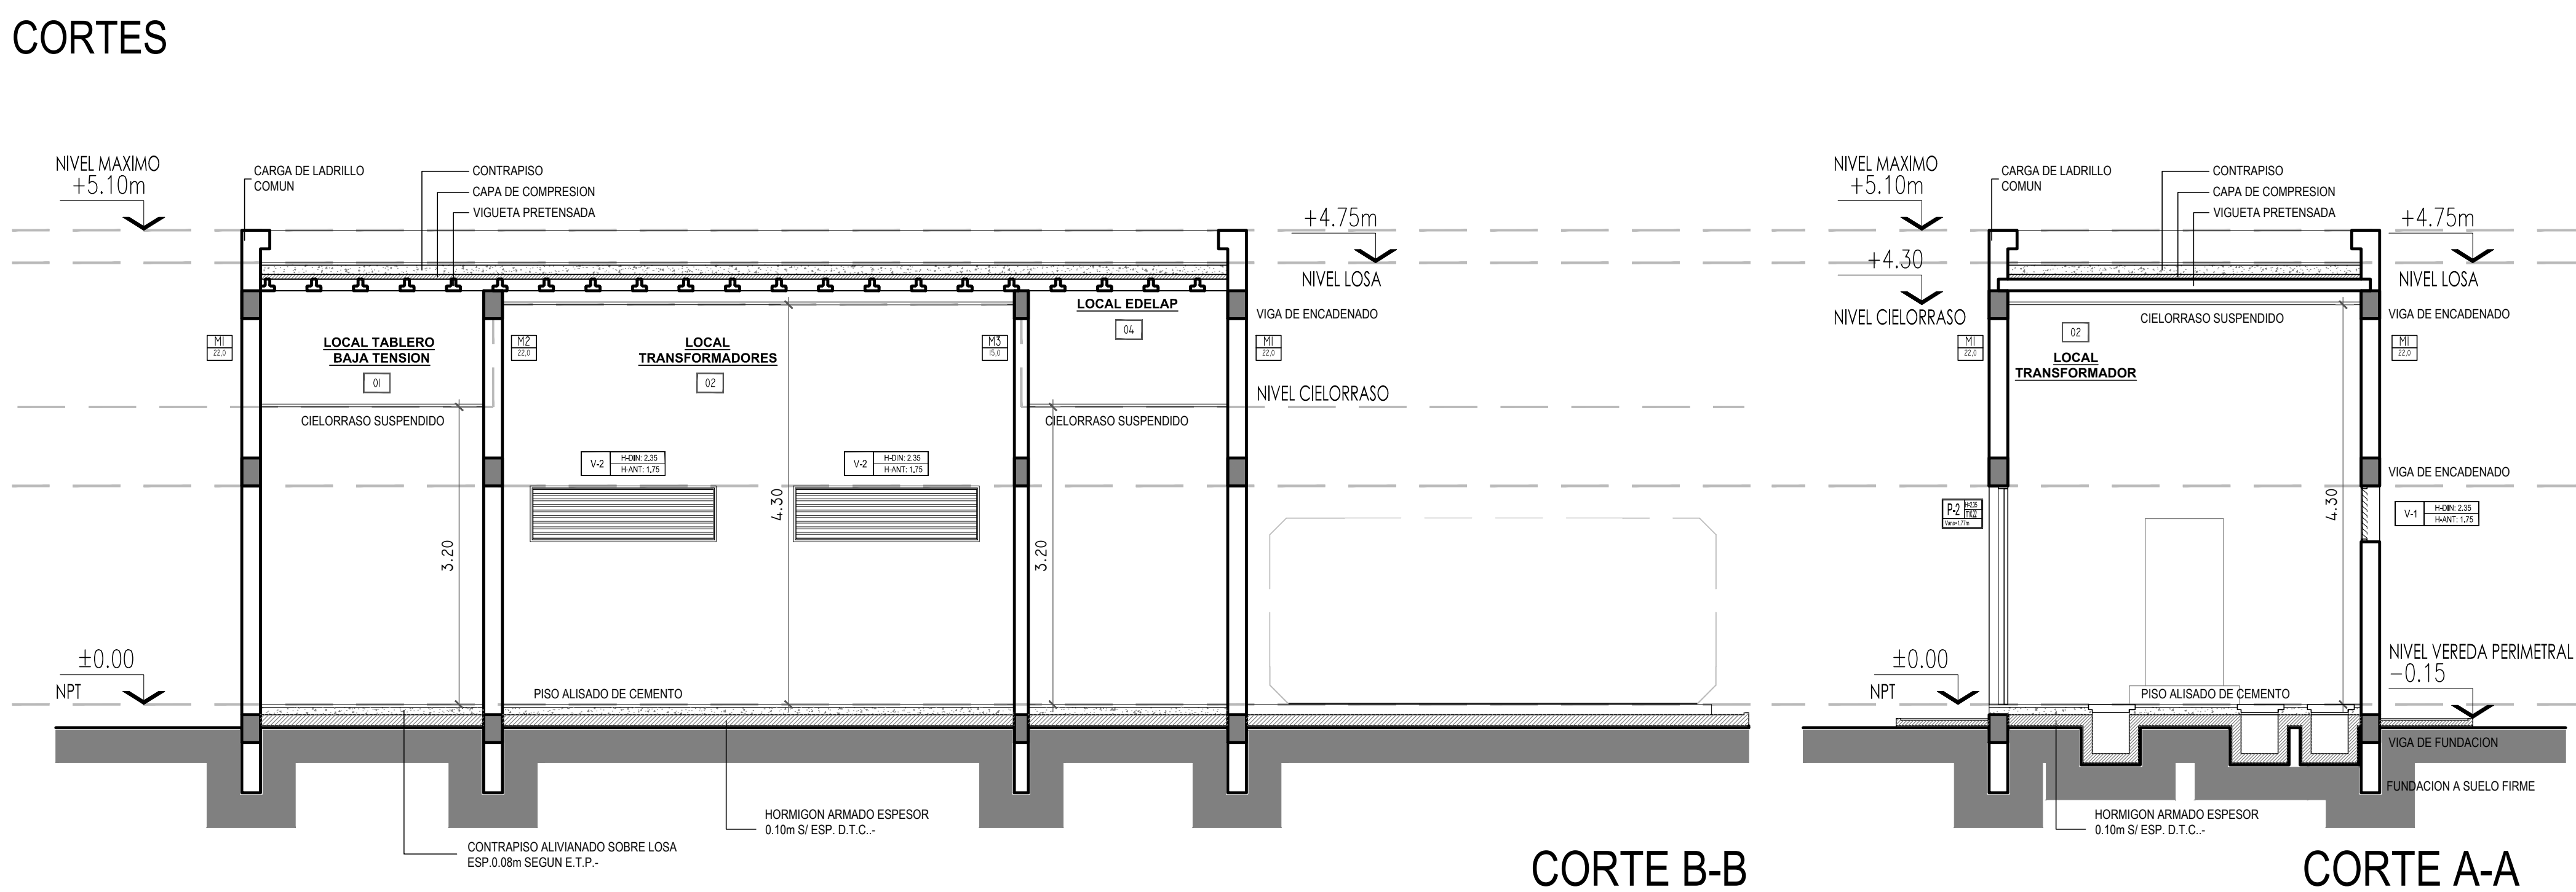 CORTES
NIVEL MAXIMO
+5.10m
CARGA DE LADRILLO
COMUN
CONTRAPISO
CAPA DE COMPRESION
VIGUETA PRETENSADA
+4.75m
NIVEL LOSA
LOCAL EDELAP
04
VIGA DE ENCADENADO
M1
22,0
LOCAL TABLERO
BAJA TENSION
01
M2
22,0
LOCAL
TRANSFORMADORES
02
M3
15,0
M1
22,0
NIVEL CIELORRASO
CIELORRASO SUSPENDIDO
CIELORRASO SUSPENDIDO
V-2
H-DIN: 2.35
H-ANT: 1,75
V-2
H-DIN: 2.35
H-ANT: 1,75
3.20
4.30
3.20
±0.00
NPT
PISO ALISADO DE CEMENTO
HORMIGON ARMADO ESPESOR
0.10m S/ ESP. D.T.C..-
CONTRAPISO ALIVIANADO SOBRE LOSA
ESP.0.08m SEGUN E.T.P.-
CORTE B-B
NIVEL MAXIMO
+5.10m
CARGA DE LADRILLO
COMUN
CONTRAPISO
CAPA DE COMPRESION
VIGUETA PRETENSADA
+4.75m
NIVEL LOSA
+4.30
NIVEL CIELORRASO
CIELORRASO SUSPENDIDO
VIGA DE ENCADENADO
02
LOCAL
TRANSFORMADOR
M1
22,0
M1
22,0
VIGA DE ENCADENADO
P-2
V-1
H-DIN: 2.35
H-ANT: 1,75
4.30
±0.00
NPT
NIVEL VEREDA PERIMETRAL
-0.15
PISO ALISADO DE CEMENTO
VIGA DE FUNDACION
FUNDACION A SUELO FIRME
HORMIGON ARMADO ESPESOR
0.10m S/ ESP. D.T.C..-
CORTE A-A